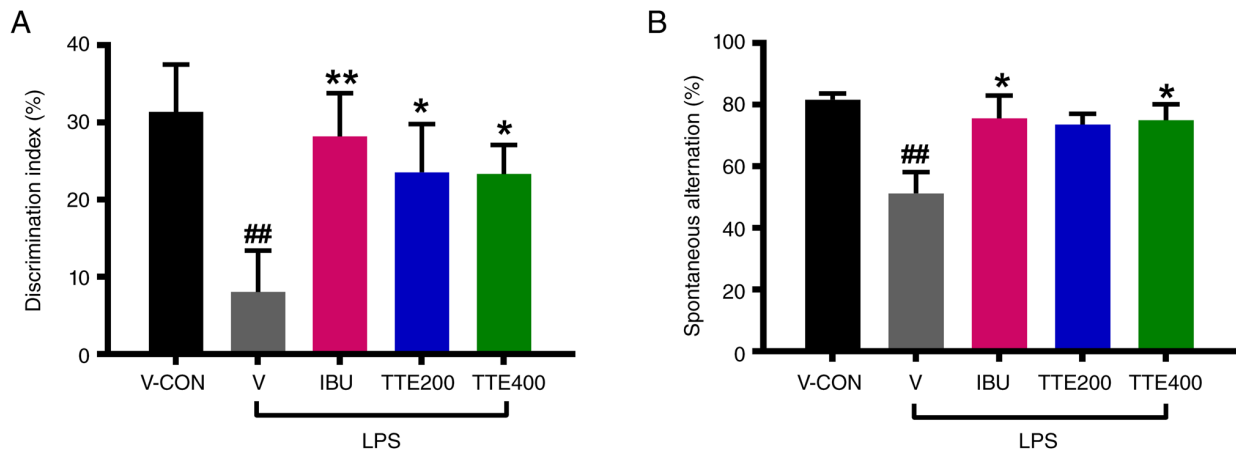 A
Discrimination index (%)
40
30
20
10
0
**
*
*
##
V-CON V IBU TTE200 TTE400
LPS
B
Spontaneous alternation (%)
100
80
60
40
20
0
*
*
##
V-CON V IBU TTE200 TTE400
LPS